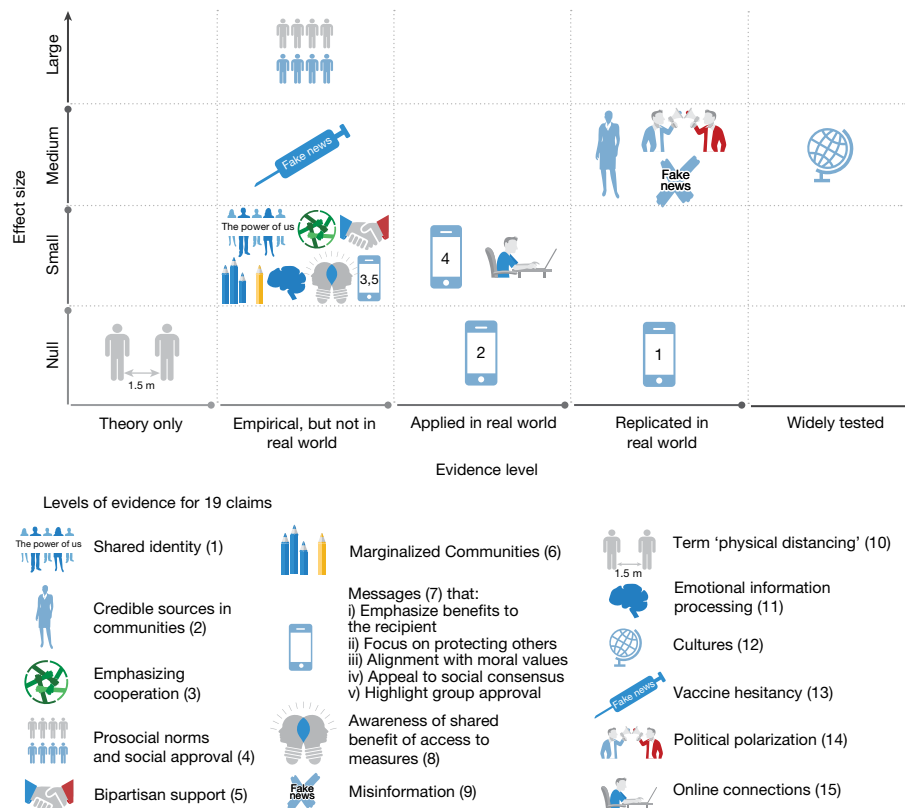 Effect size
Large
Medium
Small
Null
Fake news
Fake
news
The power of us
3,5
4
1.5 m
2
1
Theory only
Empirical, but not in
real world
Applied in real world
Replicated in
real world
Widely tested
Evidence level
Levels of evidence for 19 claims
The power of us
Shared identity (1)
Credible sources in
communities (2)
Emphasizing
cooperation (3)
Prosocial norms
and social approval (4)
Bipartisan support (5)
Marginalized Communities (6)
Messages (7) that:
i) Emphasize benefits to
the recipient
ii) Focus on protecting others
iii) Alignment with moral values
iv) Appeal to social consensus
v) Highlight group approval
Awareness of shared
benefit of access to
measures (8)
Fake
news
Misinformation (9)
1.5 m
Term ‘physical distancing’ (10)
Emotional information
processing (11)
Cultures (12)
Fake news
Vaccine hesitancy (13)
Political polarization (14)
Online connections (15)